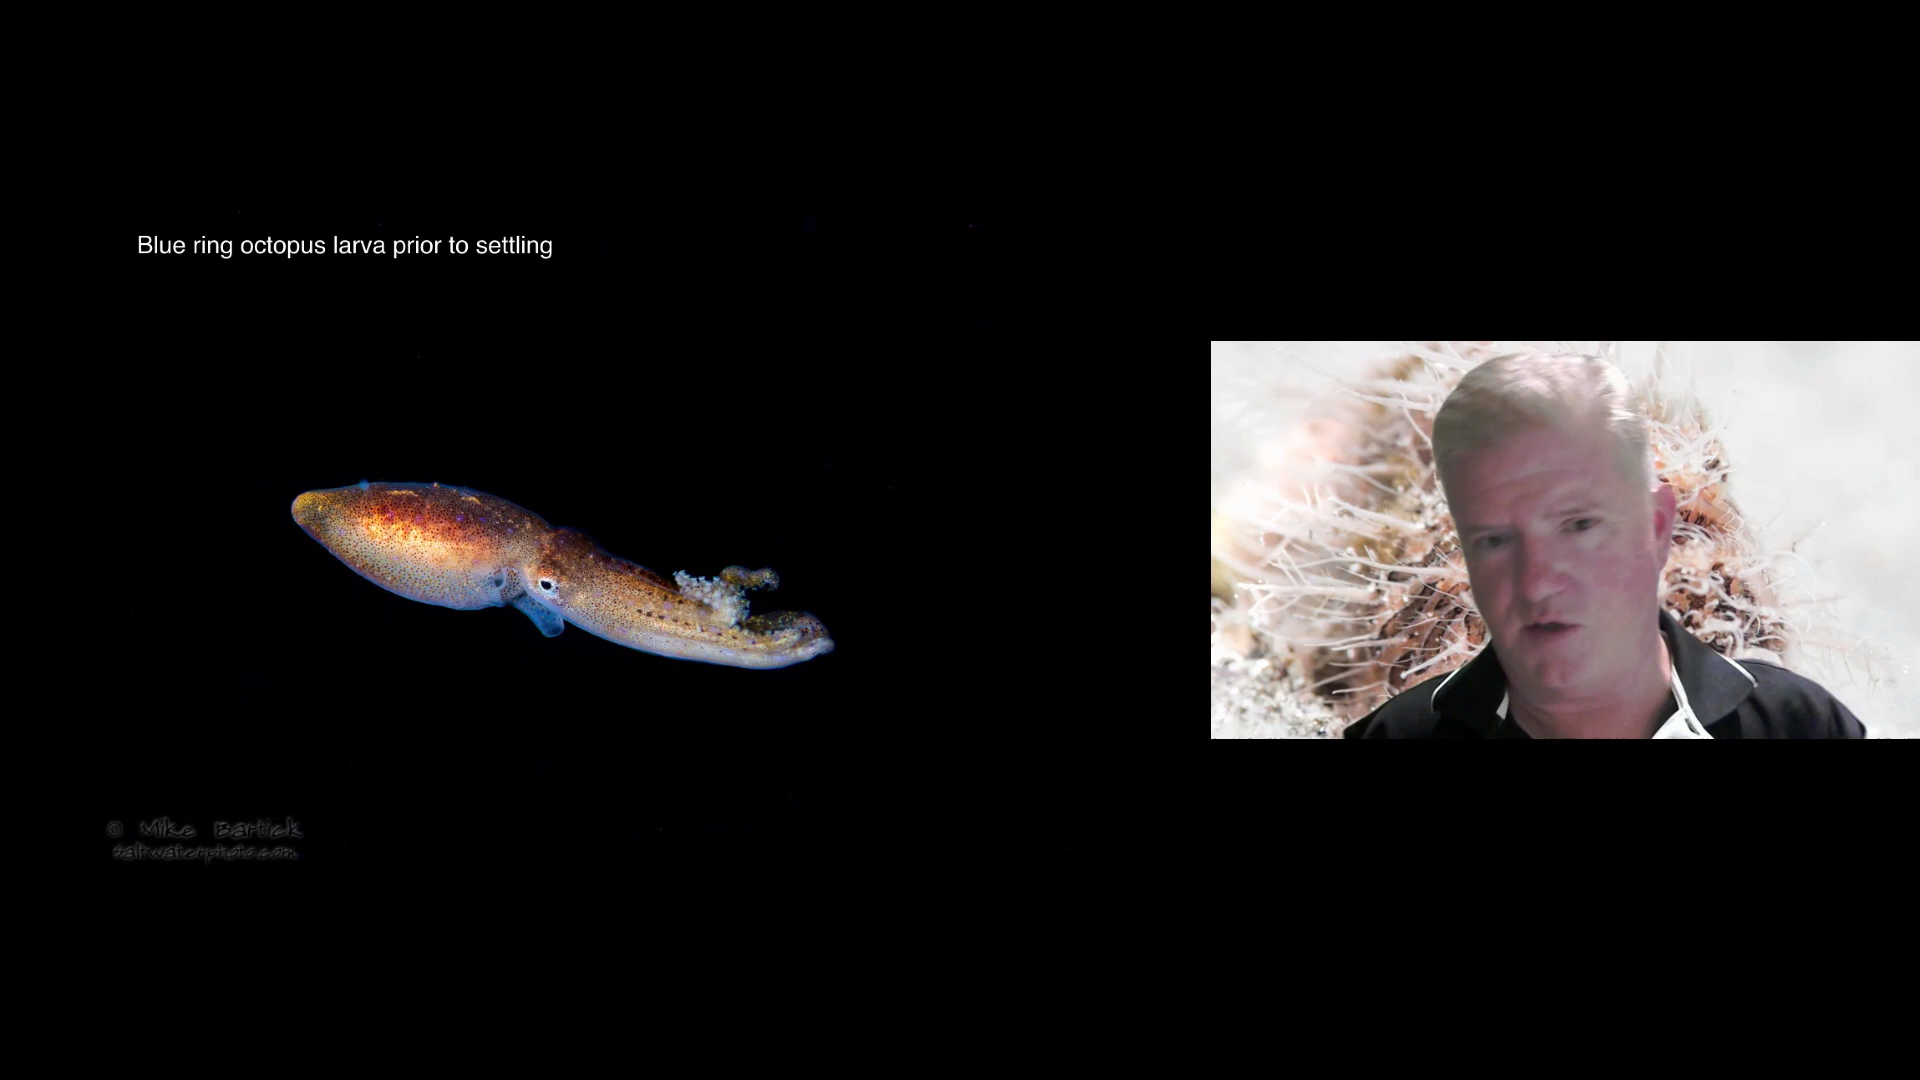 Blue ring octopus larva prior to settling
© Mike Bartick
saltwaterphoto.com